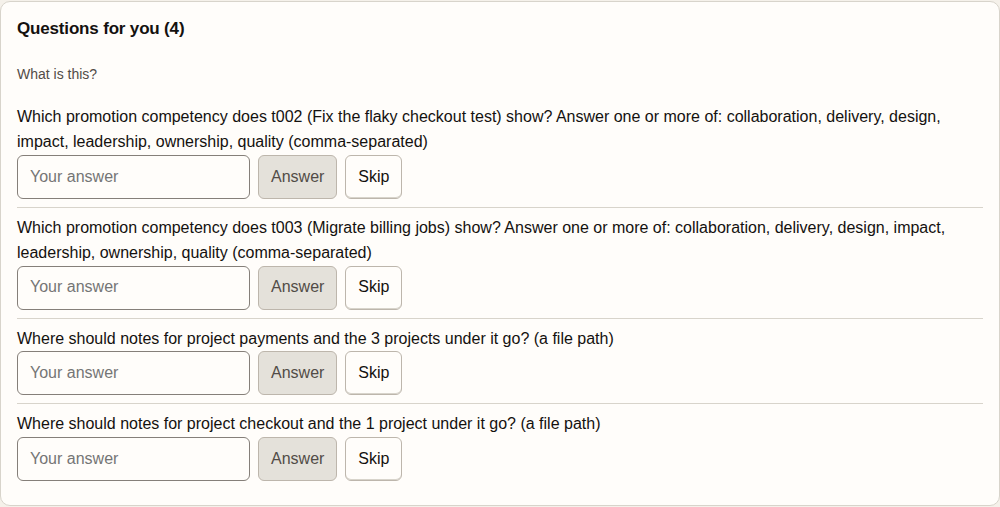 Questions for you (4)
What is this?
Which promotion competency does t002 (Fix the flaky checkout test) show? Answer one or more of: collaboration, delivery, design,
impact, leadership, ownership, quality (comma-separated)
Your answer Answer Skip
Which promotion competency does t003 (Migrate billing jobs) show? Answer one or more of: collaboration, delivery, design, impact,
leadership, ownership, quality (comma-separated)
Your answer Answer Skip
Where should notes for project payments and the 3 projects under it go? (a file path)
Your answer Answer Skip
Where should notes for project checkout and the 1 project under it go? (a file path)
Your answer Answer Skip